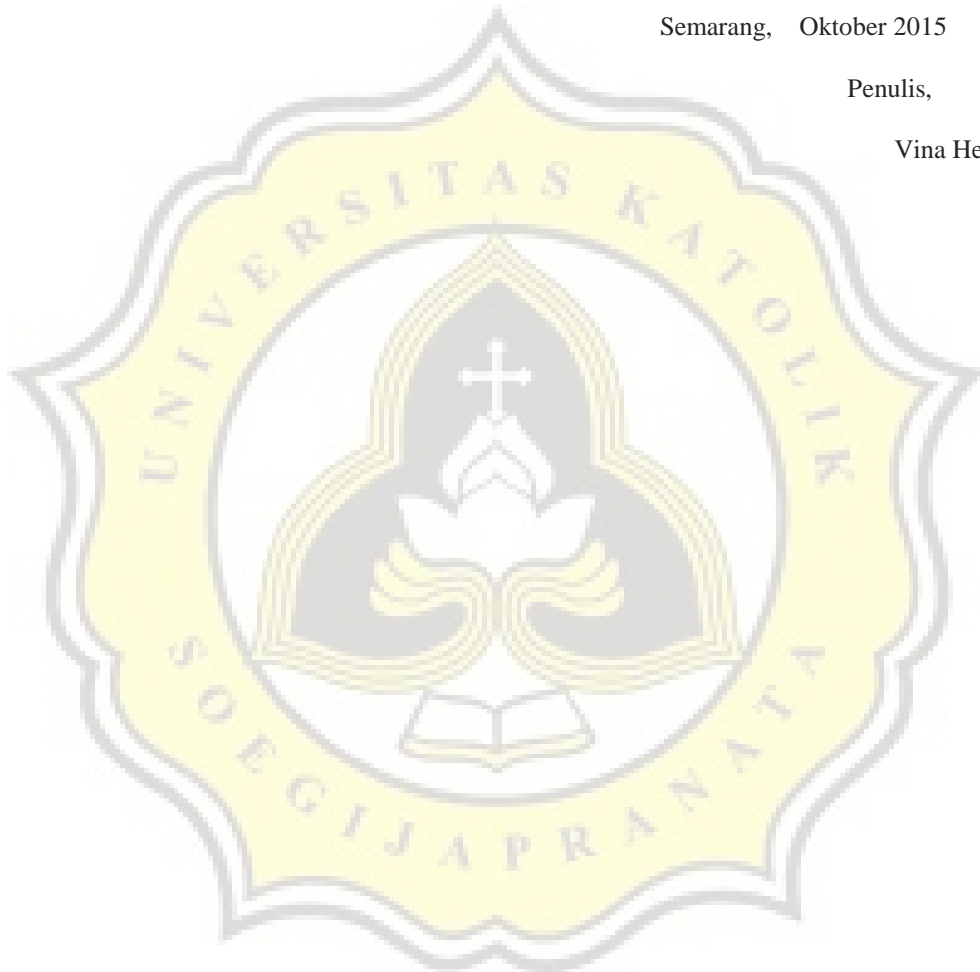 Semarang, Oktober 2015
Penulis,
Vina He
UNIVERSITAS KATOLIK
SOEGIJAPRANATA